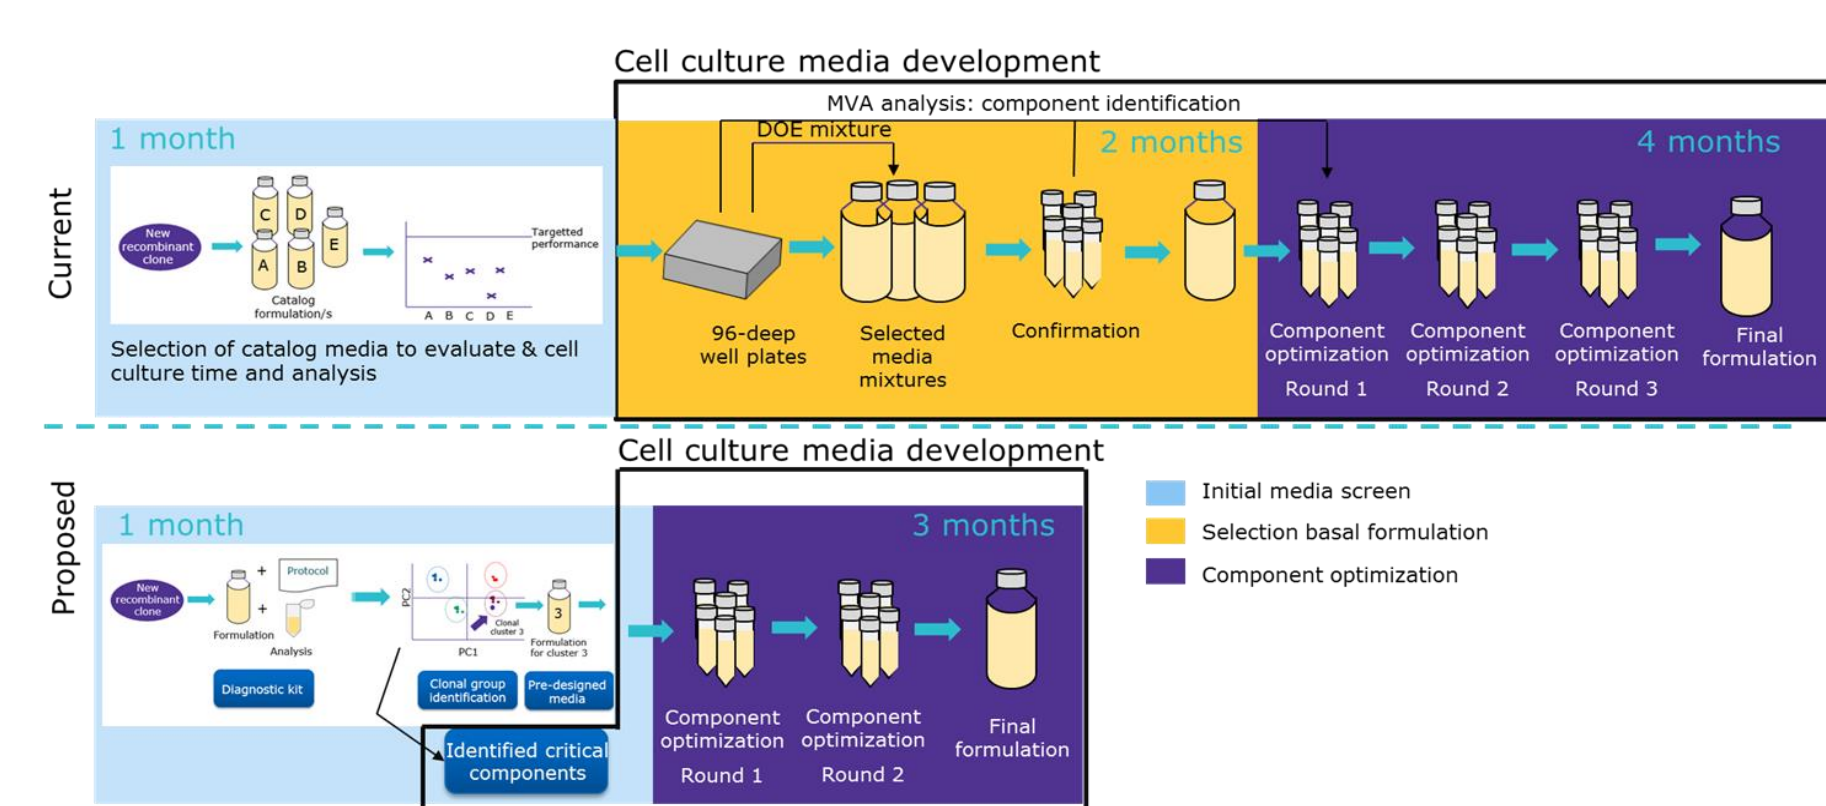 Cell culture media development
MVA analysis: component identification
1 month
DOE mixture
2 months
4 months
Current
New
recombinant
clone
C
D
E
A
B
Catalog
formulation/s
Targetted
performance
A B C D E
Selection of catalog media to evaluate & cell
culture time and analysis
96-deep
well plates
Selected
media
mixtures
Confirmation
Component
optimization
Round 1
Component
optimization
Round 2
Component
optimization
Round 3
Final
formulation
Cell culture media development
Proposed
1 month
3 months
New
recombinant
clone
+
Protocol
+
Formulation
Analysis
Diagnostic kit
PC2
PC1
1.
1.
1.
Clonal
cluster 3
3
Formulation
for cluster 3
Clonal group
identification
Pre-designed
media
Identified critical
components
Component
optimization
Round 1
Component
optimization
Round 2
Final
formulation
Initial media screen
Selection basal formulation
Component optimization